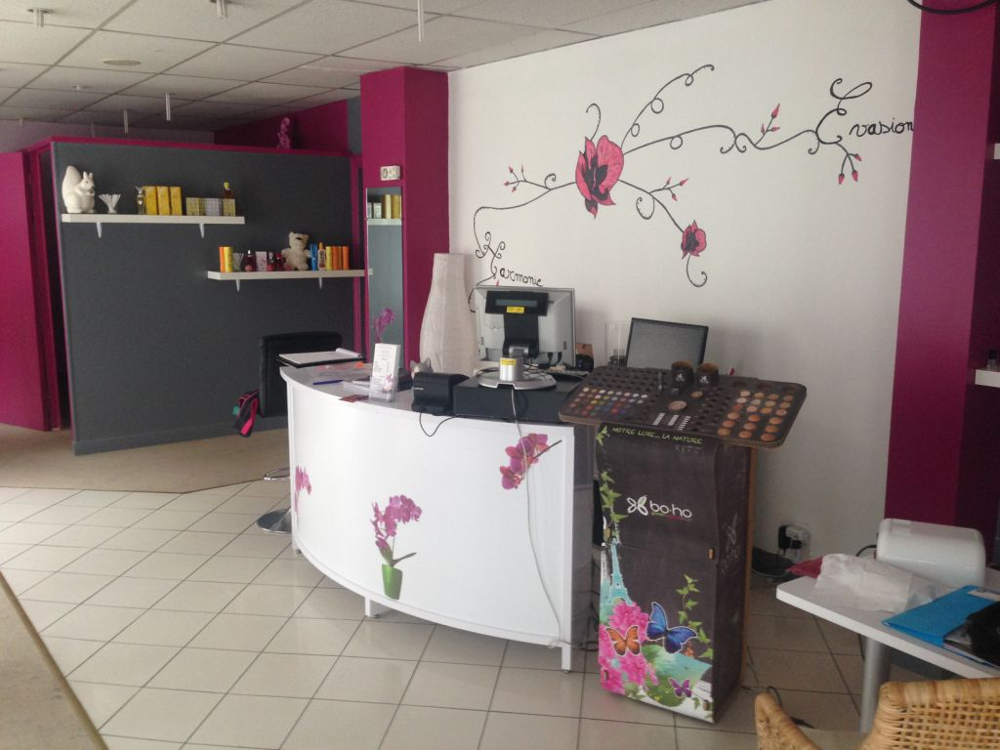 Evasion
Harmonie
NOTRE LUXE... LA NATURE
bo·ho